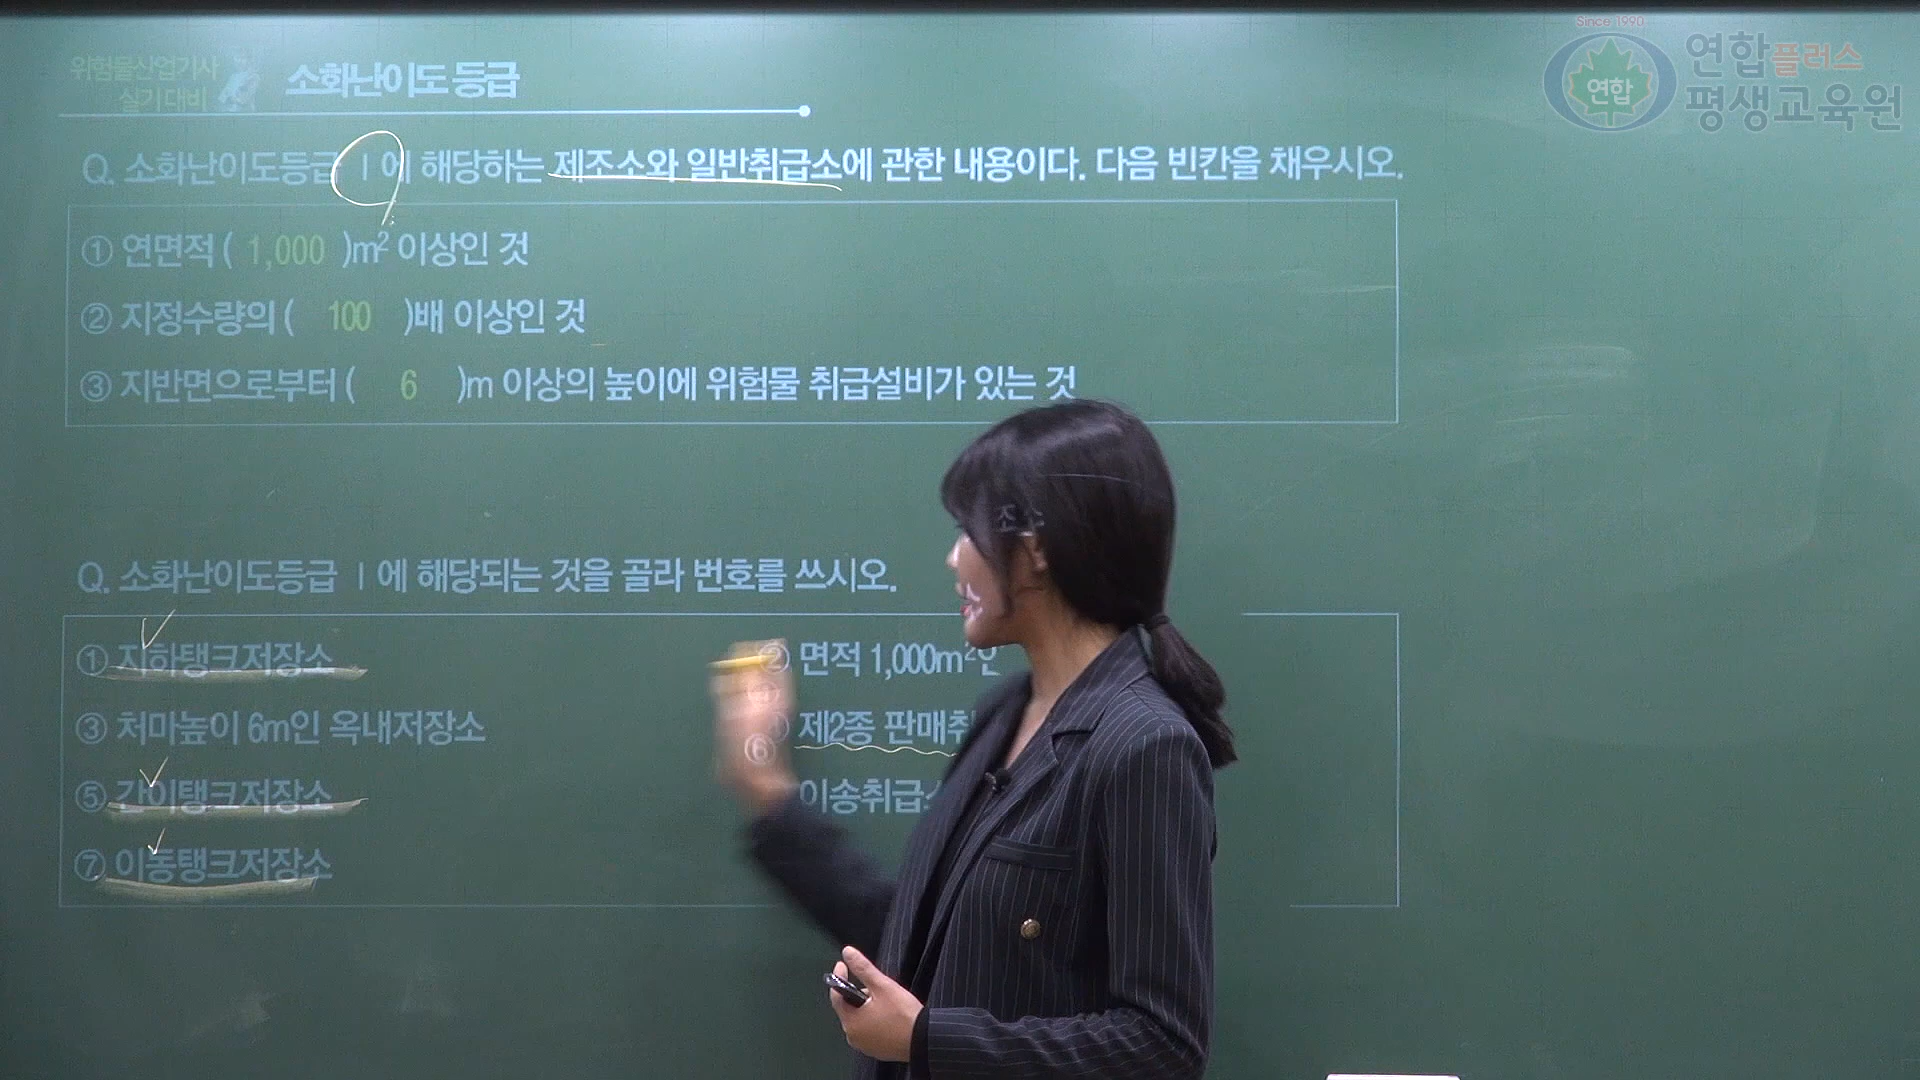 Since 1990
연합
연합플러스
평생교육원
위험물산업기사
실기대비
소화난이도 등급
Q. 소화난이도등급 Ⅰ에 해당하는 제조소와 일반취급소에 관한 내용이다. 다음 빈칸을 채우시오.
① 연면적 ( 1,000 )m² 이상인 것
② 지정수량의 ( 100 )배 이상인 것
③ 지반면으로부터 ( 6 )m 이상의 높이에 위험물 취급설비가 있는 것
Q. 소화난이도등급 Ⅰ에 해당되는 것을 골라 번호를 쓰시오.
① 지하탱크저장소 ② 면적 1,000m²인
③ 처마높이 6m인 옥내저장소 제2종 판매취
⑤ 간이탱크저장소 ⑥ 이송취급소
⑦ 이동탱크저장소